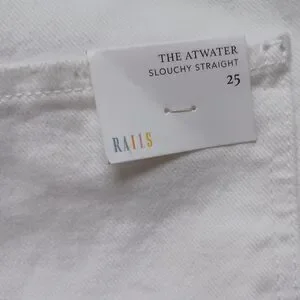 THE ATWATER
SLOUCHY STRAIGHT
25
RAILS